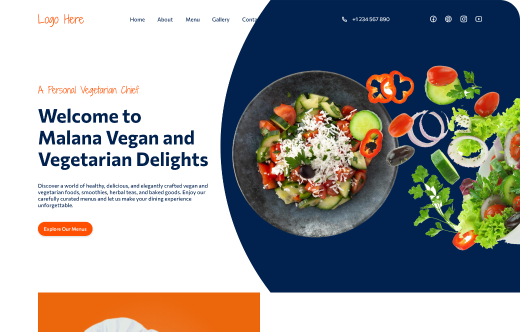 Logo Here
Home About Menu Gallery
+1 234 567 890
A Personal Vegetarian Chief
Welcome to
Malana Vegan and
Vegetarian Delights
Discover a world of healthy, delicious, and elegantly crafted vegan and
vegetarian foods, smoothies, herbal teas, and baked goods. Enjoy our
carefully curated menus and let us make your dining experience
unforgettable.
Explore Our Menus